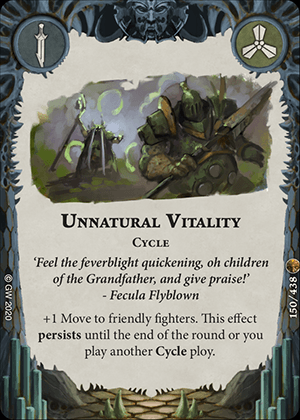 UNNATURAL VITALITY
CYCLE
‘Feel the feverblight quickening, oh children
of the Grandfather, and give praise!’
- Fecula Flyblown
+1 Move to friendly fighters. This effect
persists until the end of the round or you
play another Cycle ploy.
© GW 2020
150/438